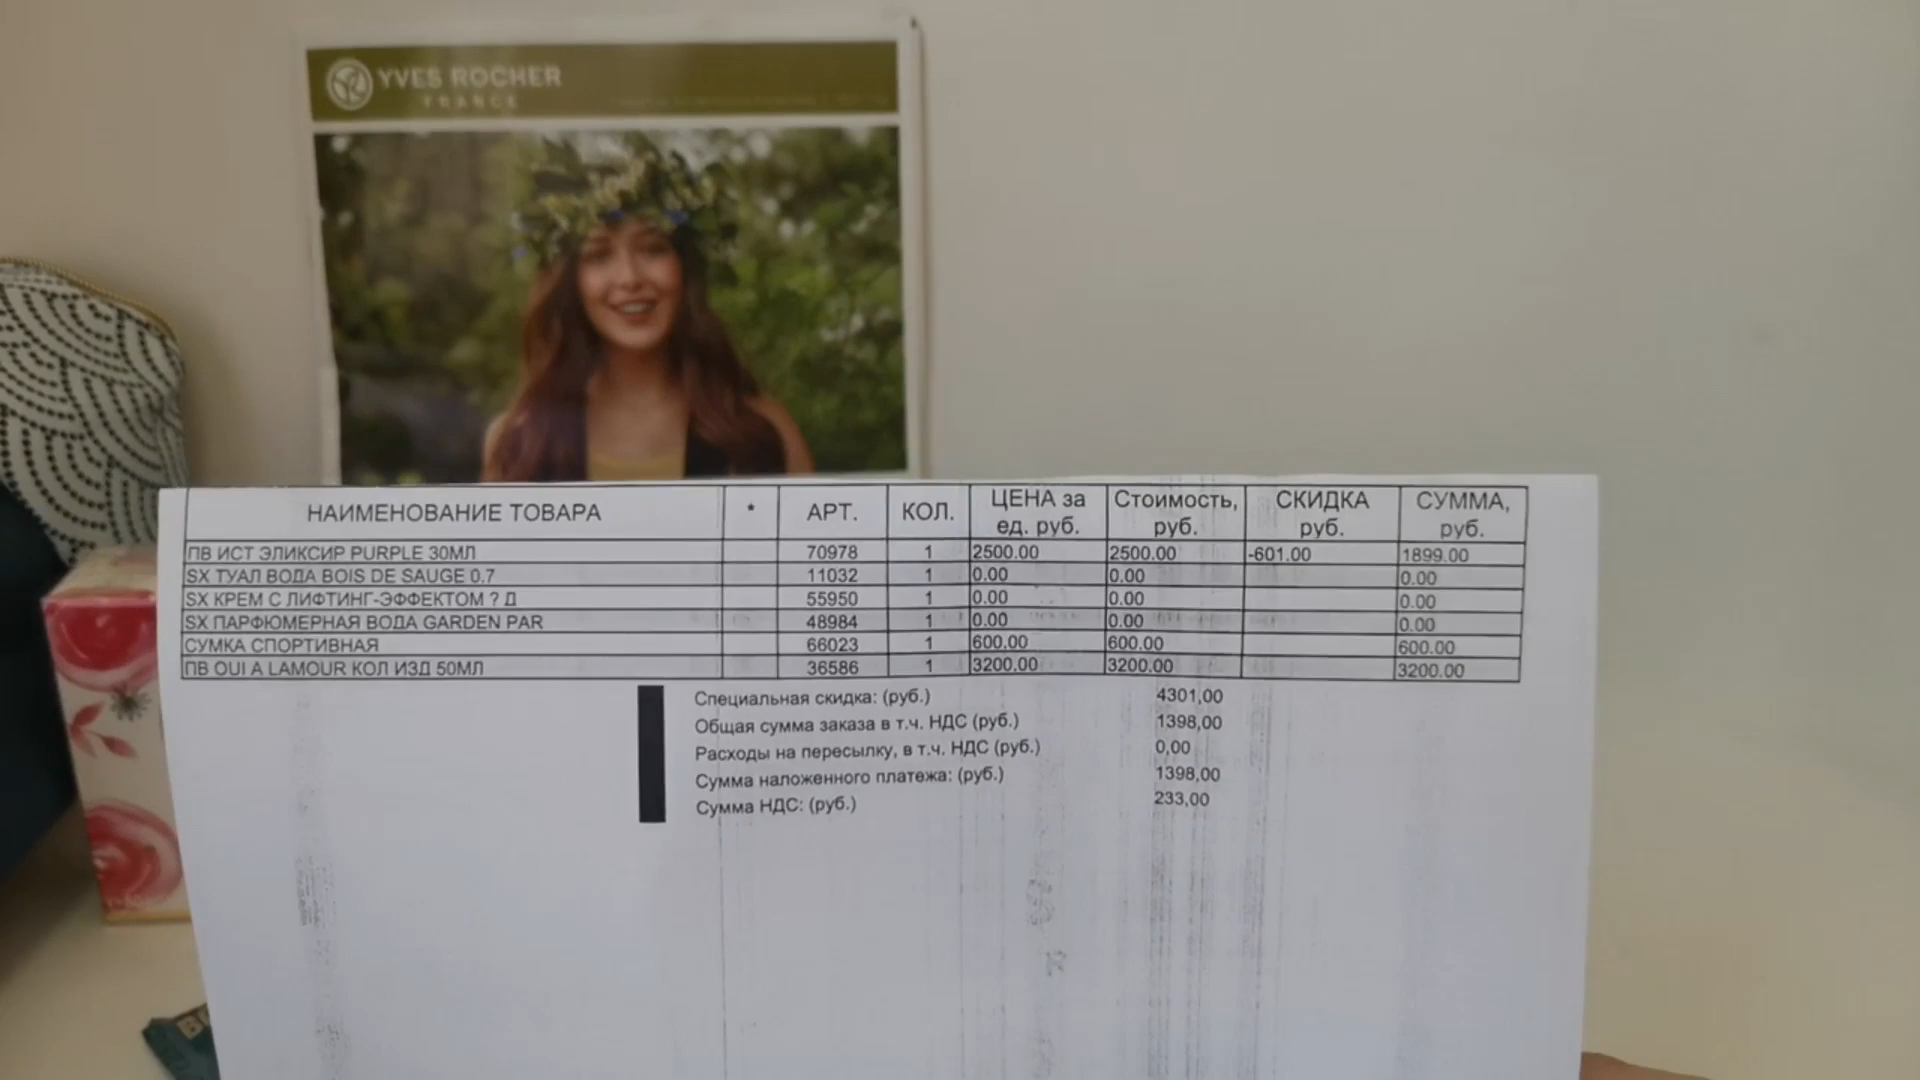 YVES ROCHER
FRANCE
НАИМЕНОВАНИЕ ТОВАРА * АРТ. КОЛ. ЦЕНА за ед. руб. Стоимость, руб. СКИДКА руб. СУММА, руб.
ПВ ИСТ ЭЛИКСИР PURPLE 30МЛ 70978 1 2500.00 2500.00 -601.00 1899.00
SX ТУАЛ ВОДА BOIS DE SAUGE 0.7 11032 1 0.00 0.00 0.00
SX КРЕМ С ЛИФТИНГ-ЭФФЕКТОМ ? Д 55950 1 0.00 0.00 0.00
SX ПАРФЮМЕРНАЯ ВОДА GARDEN PAR 48984 1 0.00 0.00 0.00
СУМКА СПОРТИВНАЯ 66023 1 600.00 600.00 600.00
ПВ OUI A LAMOUR КОЛ ИЗД 50МЛ 36586 1 3200.00 3200.00 3200.00
Специальная скидка: (руб.) 4301,00
Общая сумма заказа в т.ч. НДС (руб.) 1398,00
Расходы на пересылку, в т.ч. НДС (руб.) 0,00
Сумма наложенного платежа: (руб.) 1398,00
Сумма НДС: (руб.) 233,00